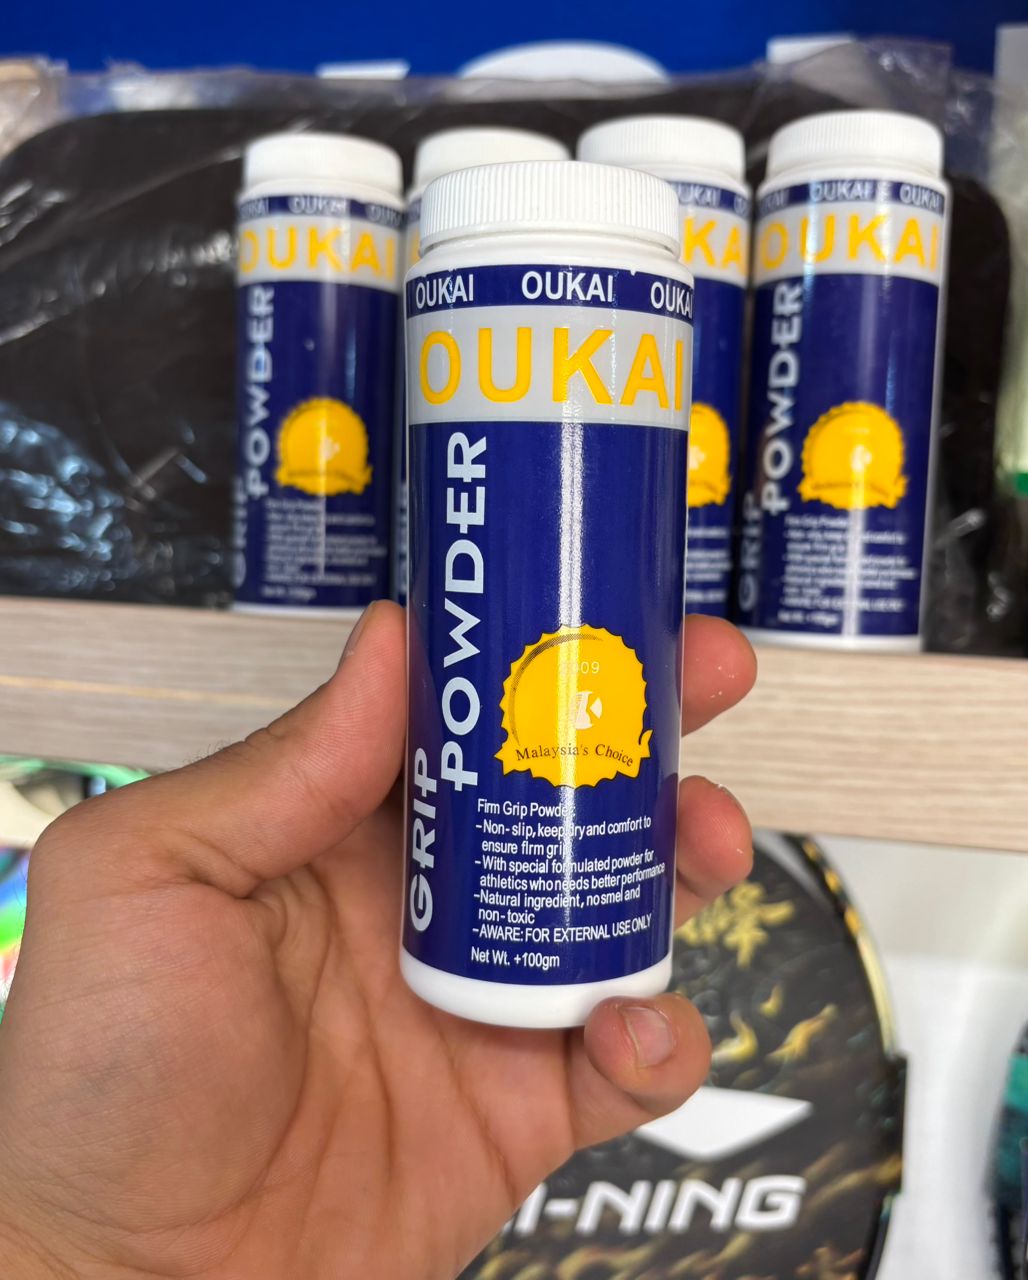 OUKAI OUKAI OUKAI
OUKAI
GRIP POWDER
Malaysia's Choice
Firm Grip Powder
-Non-slip, keep dry and comfort to
ensure firm grip
-With special formulated powder for
athletics who needs better performance
-Natural ingredient, no smel and
non-toxic
-AWARE: FOR EXTERNAL USE ONLY
Net Wt. +100gm
OUKAI OUKAI
OUKAI
POWDER
OUKAI OUKAI
OUKAI
GRIP POWDER
-NING